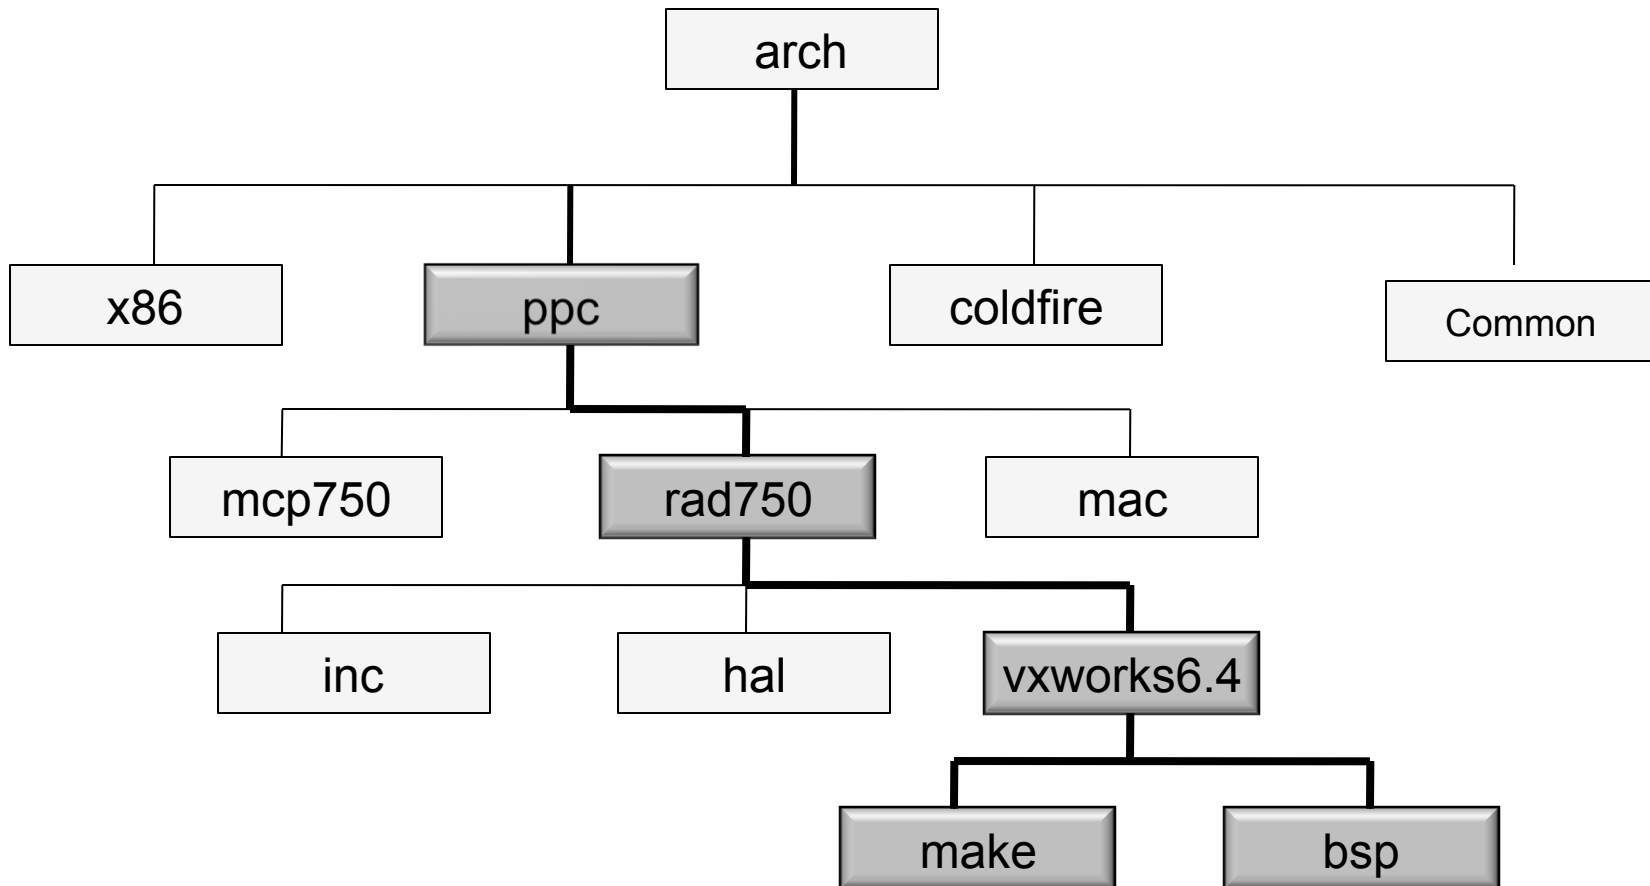 arch
x86
ppc
coldfire
Common
mcp750
rad750
mac
inc
hal
vxworks6.4
make
bsp